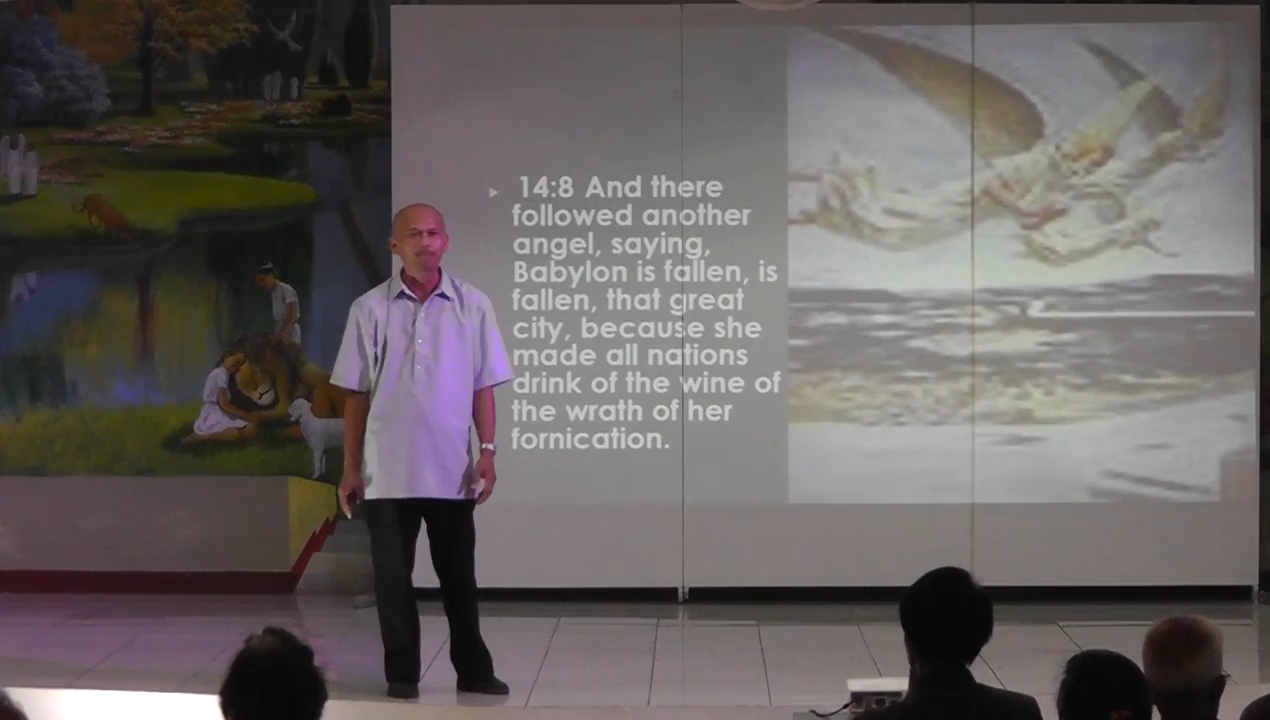 14:8 And there
followed another
angel, saying,
Babylon is fallen, is
fallen, that great
city, because she
made all nations
drink of the wine of
the wrath of her
fornication.